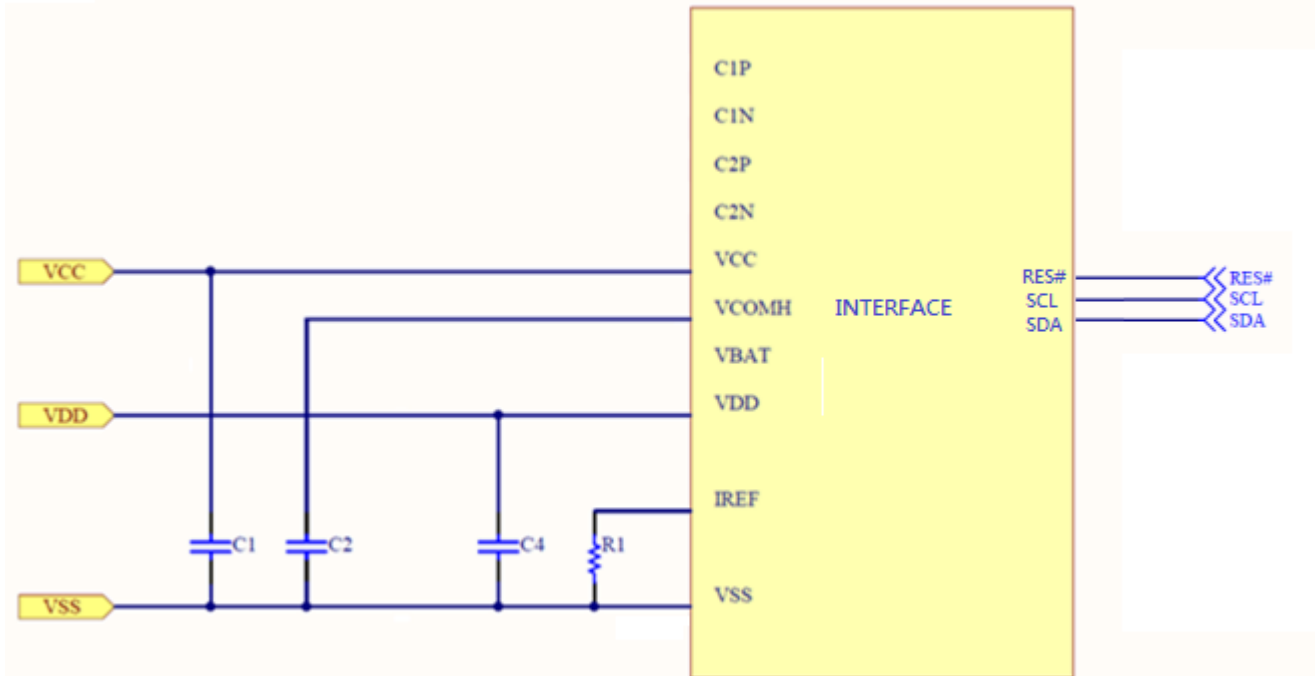 C1P
C1N
C2P
C2N
VCC
VCC
RES#
RES#
VCOMH
INTERFACE
SCL
SCL
SDA
SDA
VBAT
VDD
VDD
IREF
C1
C2
C4
R1
VSS
VSS